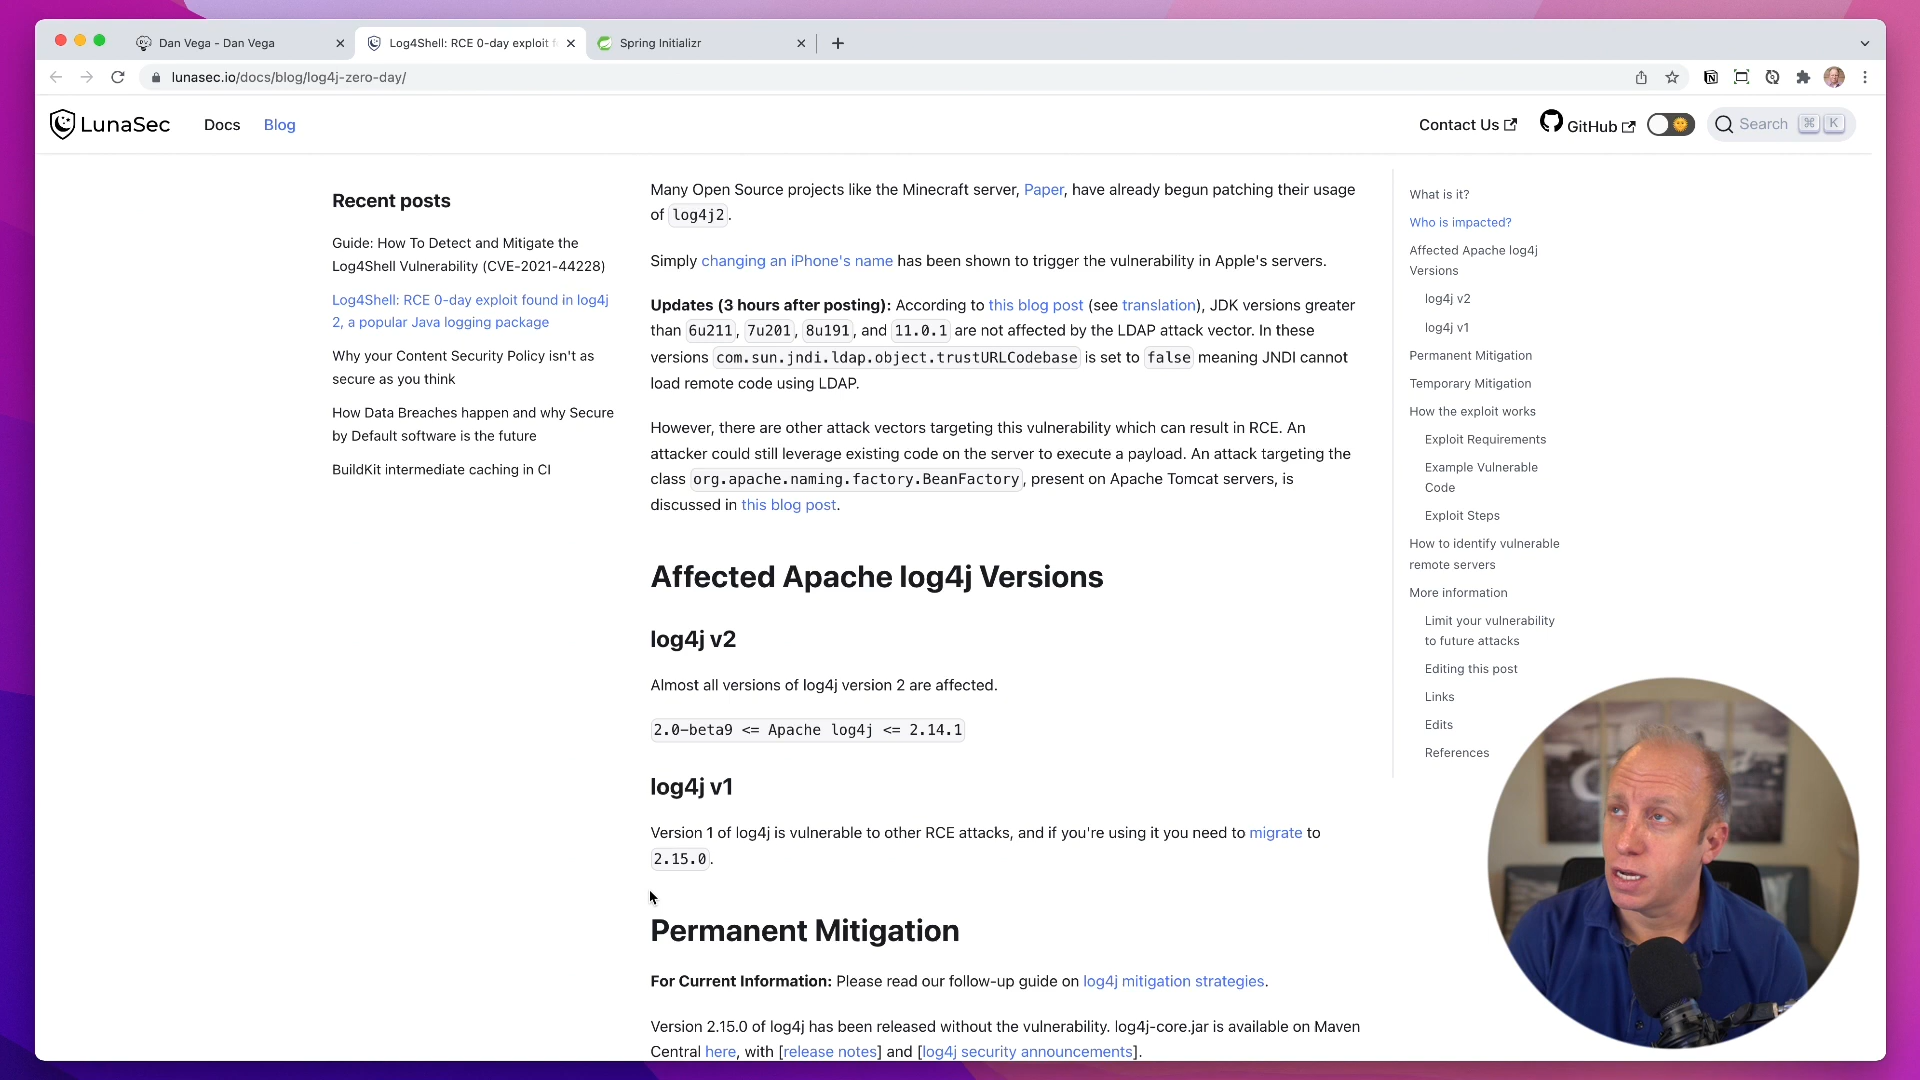 Dan Vega - Dan Vega
Log4Shell: RCE 0-day exploit f
Spring Initializr
lunasec.io/docs/blog/log4j-zero-day/
LunaSec
Docs
Blog
Contact Us
GitHub
Search
⌘
K
Recent posts
Guide: How To Detect and Mitigate the
Log4Shell Vulnerability (CVE-2021-44228)
Log4Shell: RCE 0-day exploit found in log4j
2, a popular Java logging package
Why your Content Security Policy isn't as
secure as you think
How Data Breaches happen and why Secure
by Default software is the future
BuildKit intermediate caching in CI
Many Open Source projects like the Minecraft server, Paper, have already begun patching their usage
of log4j2.
Simply changing an iPhone's name has been shown to trigger the vulnerability in Apple's servers.
Updates (3 hours after posting): According to this blog post (see translation), JDK versions greater
than 6u211, 7u201, 8u191, and 11.0.1 are not affected by the LDAP attack vector. In these
versions com.sun.jndi.ldap.object.trustURLCodebase is set to false meaning JNDI cannot
load remote code using LDAP.
However, there are other attack vectors targeting this vulnerability which can result in RCE. An
attacker could still leverage existing code on the server to execute a payload. An attack targeting the
class org.apache.naming.factory.BeanFactory, present on Apache Tomcat servers, is
discussed in this blog post.
Affected Apache log4j Versions
log4j v2
Almost all versions of log4j version 2 are affected.
2.0-beta9 <= Apache log4j <= 2.14.1
log4j v1
Version 1 of log4j is vulnerable to other RCE attacks, and if you're using it you need to migrate to
2.15.0.
Permanent Mitigation
For Current Information: Please read our follow-up guide on log4j mitigation strategies.
Version 2.15.0 of log4j has been released without the vulnerability. log4j-core.jar is available on Maven
Central here, with [release notes] and [log4j security announcements].
What is it?
Who is impacted?
Affected Apache log4j
Versions
log4j v2
log4j v1
Permanent Mitigation
Temporary Mitigation
How the exploit works
Exploit Requirements
Example Vulnerable
Code
Exploit Steps
How to identify vulnerable
remote servers
More information
Limit your vulnerability
to future attacks
Editing this post
Links
Edits
References